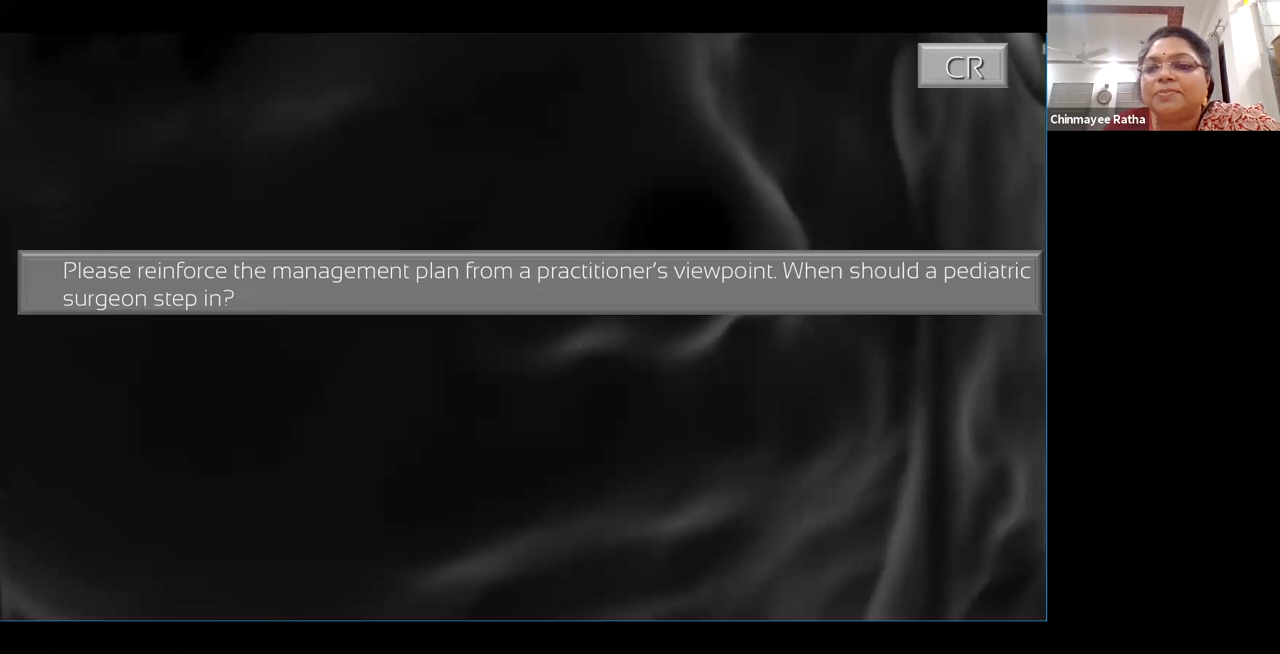 CR
Chinmayee Ratha
Please reinforce the management plan from a practitioner's viewpoint. When should a pediatric
surgeon step in?